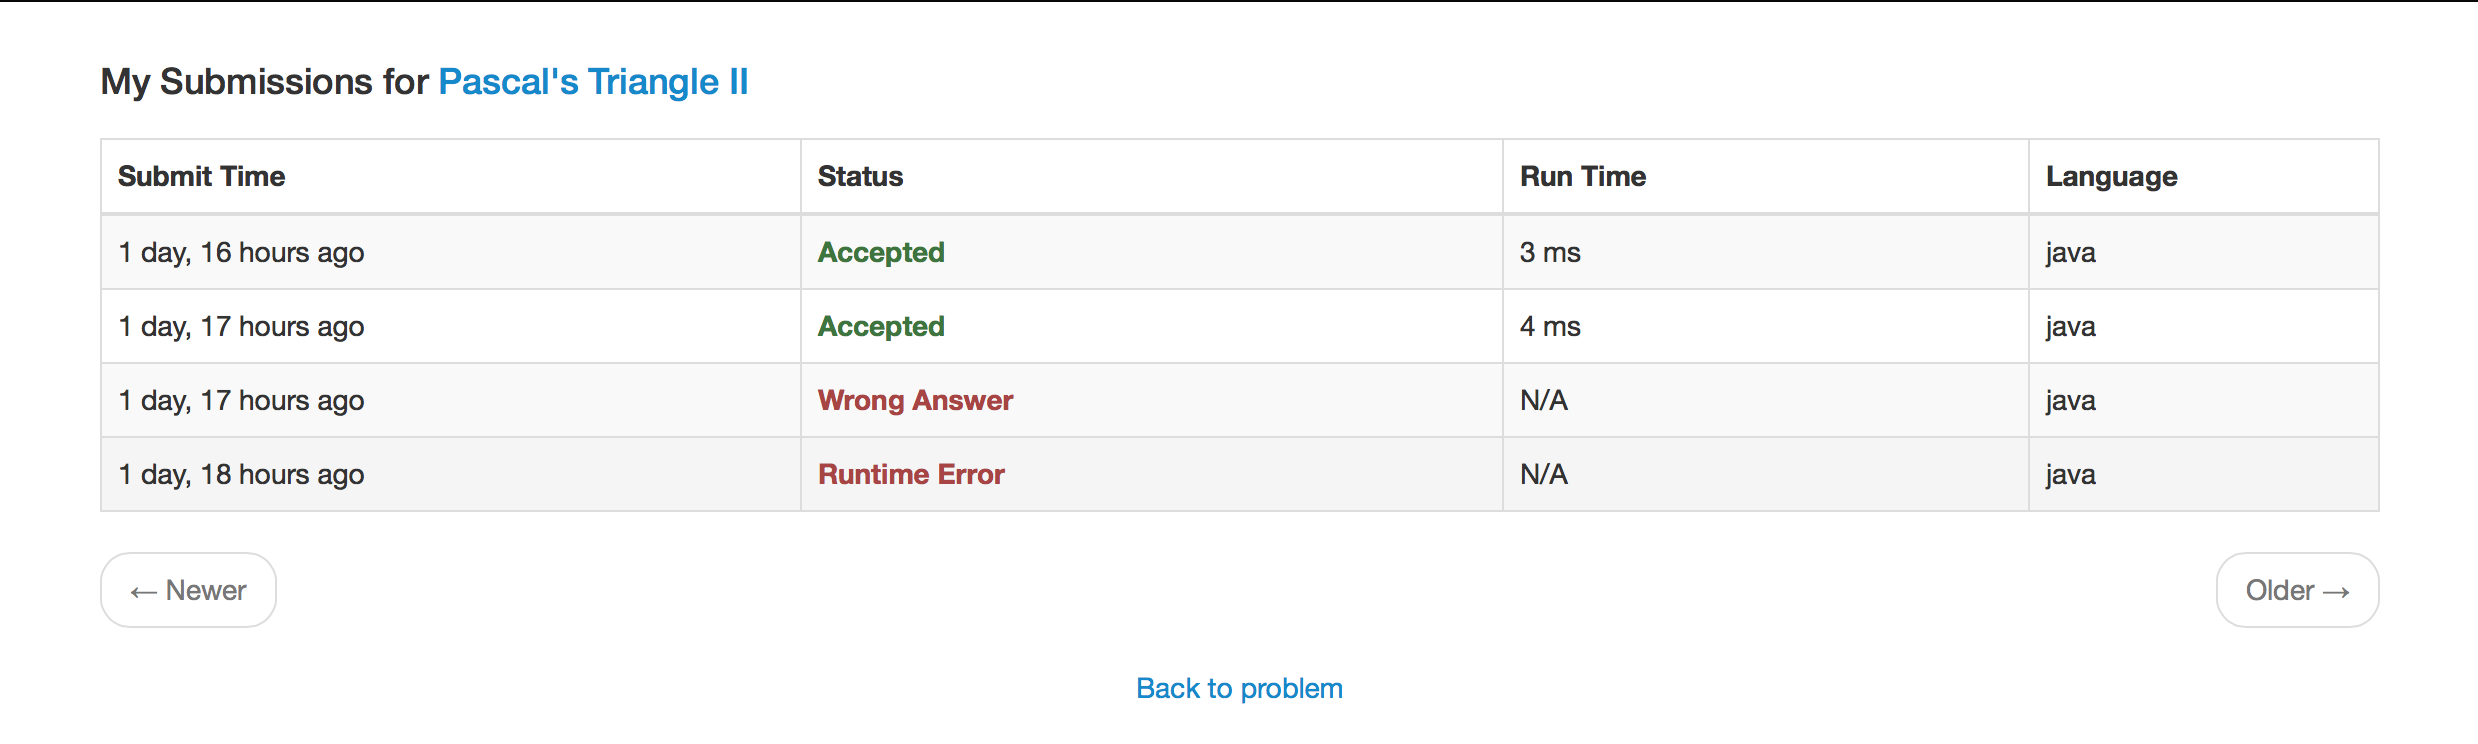 My Submissions for Pascal's Triangle II
Submit Time Status Run Time Language
1 day, 16 hours ago Accepted 3 ms java
1 day, 17 hours ago Accepted 4 ms java
1 day, 17 hours ago Wrong Answer N/A java
1 day, 18 hours ago Runtime Error N/A java
← Newer Older →
Back to problem